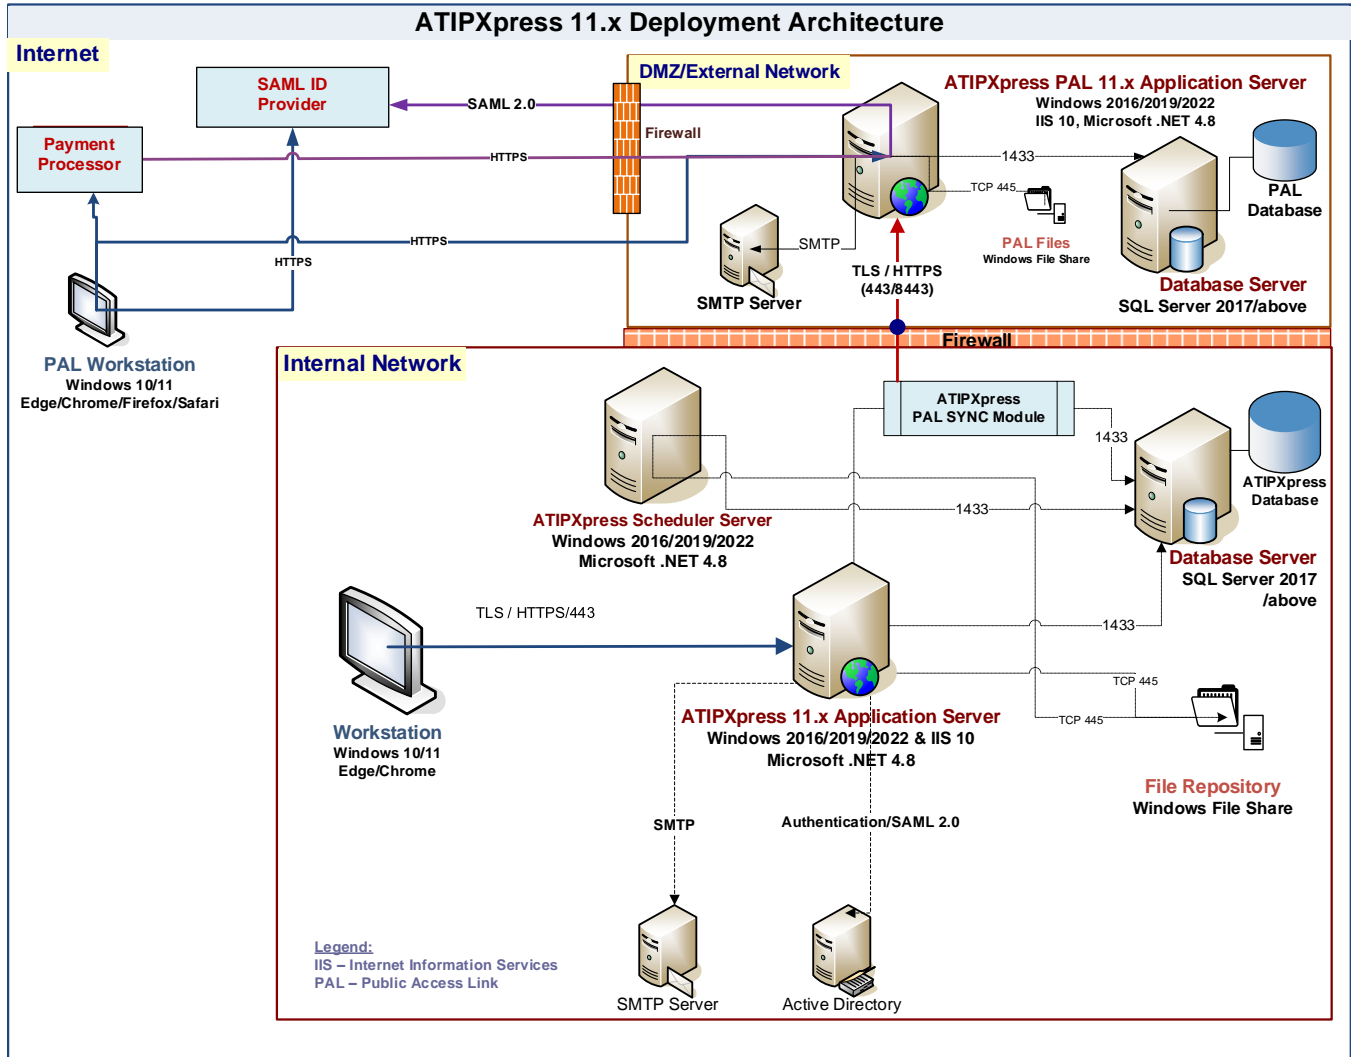 ATIPXpress 11.x Deployment Architecture
Internet
SAML ID
Provider
SAML 2.0
Payment
Processor
HTTPS
HTTPS
HTTPS
PAL Workstation
Windows 10/11
Edge/Chrome/Firefox/Safari
DMZ/External Network
Firewall
ATIPXpress PAL 11.x Application Server
Windows 2016/2019/2022
IIS 10, Microsoft .NET 4.8
1433
TCP 445
PAL
Database
PAL Files
Windows File Share
SMTP
SMTP Server
TLS / HTTPS
(443/8443)
Database Server
SQL Server 2017/above
Firewall
Internal Network
ATIPXpress
PAL SYNC Module
1433
ATIPXpress
Database
ATIPXpress Scheduler Server
Windows 2016/2019/2022
Microsoft .NET 4.8
1433
Database Server
SQL Server 2017
/above
TLS / HTTPS/443
1433
TCP 445
TCP 445
Workstation
Windows 10/11
Edge/Chrome
ATIPXpress 11.x Application Server
Windows 2016/2019/2022 & IIS 10
Microsoft .NET 4.8
File Repository
Windows File Share
SMTP
Authentication/SAML 2.0
Legend:
IIS – Internet Information Services
PAL – Public Access Link
SMTP Server
Active Directory